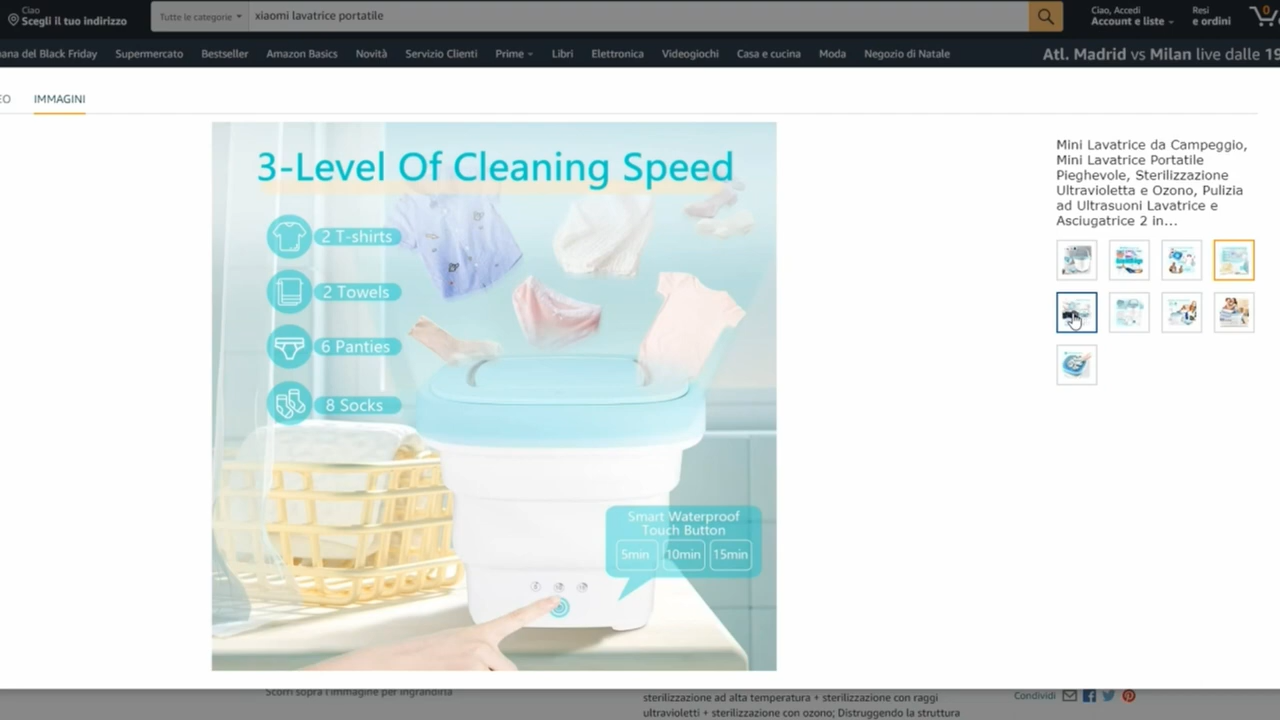 Ciao
Scegli il tuo indirizzo
Tutte le categorie
xiaomi lavatrice portatile
Ciao, Accedi
Account e liste
Resi
e ordini
0
ana del Black Friday
Supermercato
Bestseller
Amazon Basics
Novità
Servizio Clienti
Prime
Libri
Elettronica
Videogiochi
Casa e cucina
Moda
Negozio di Natale
Atl. Madrid vs Milan live dalle 19
EO
IMMAGINI
3-Level Of Cleaning Speed
2 T-shirts
2 Towels
6 Panties
8 Socks
Smart Waterproof
Touch Button
5min
10min
15min
Mini Lavatrice da Campeggio,
Mini Lavatrice Portatile
Pieghevole, Sterilizzazione
Ultravioletta e Ozono, Pulizia
ad Ultrasuoni Lavatrice e
Asciugatrice 2 in...
Scorri sopra l'immagine per ingrandirla
sterilizzazione ad alta temperatura + sterilizzazione con raggi
ultravioletti + sterilizzazione con ozono; Distruggendo la struttura
Condividi